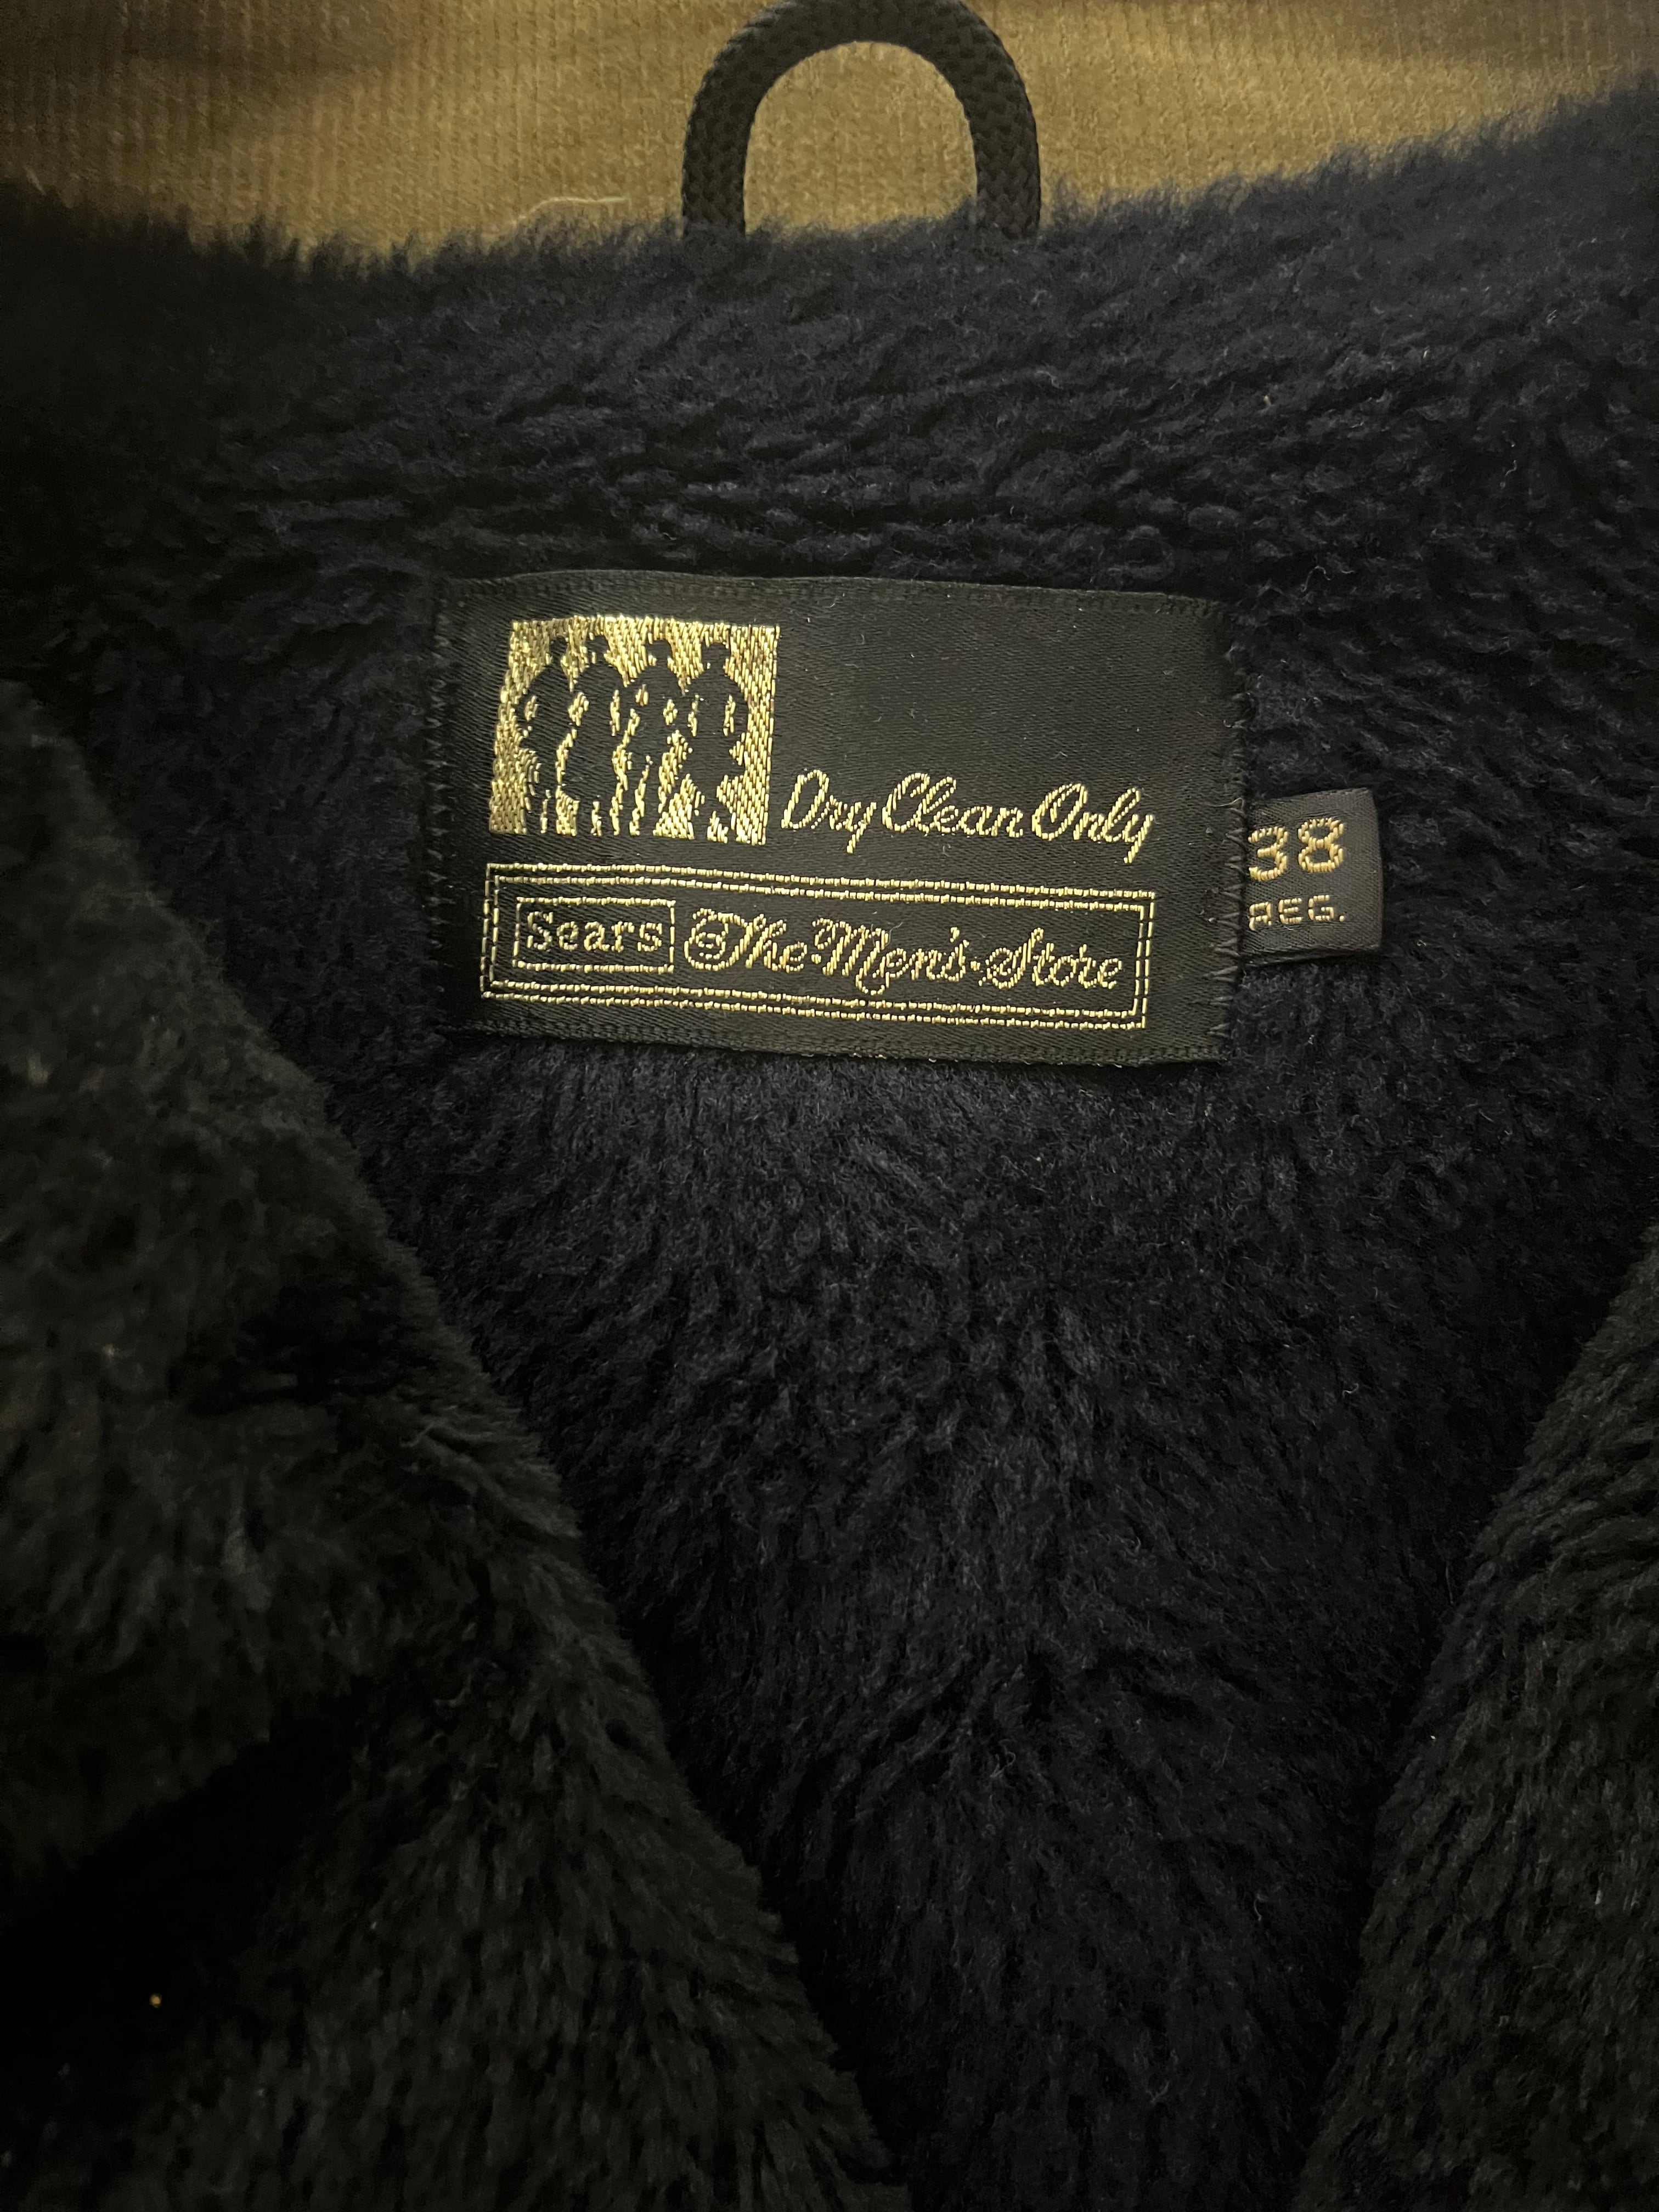 Dry Clean Only
Sears The Men's Store
38
REG.